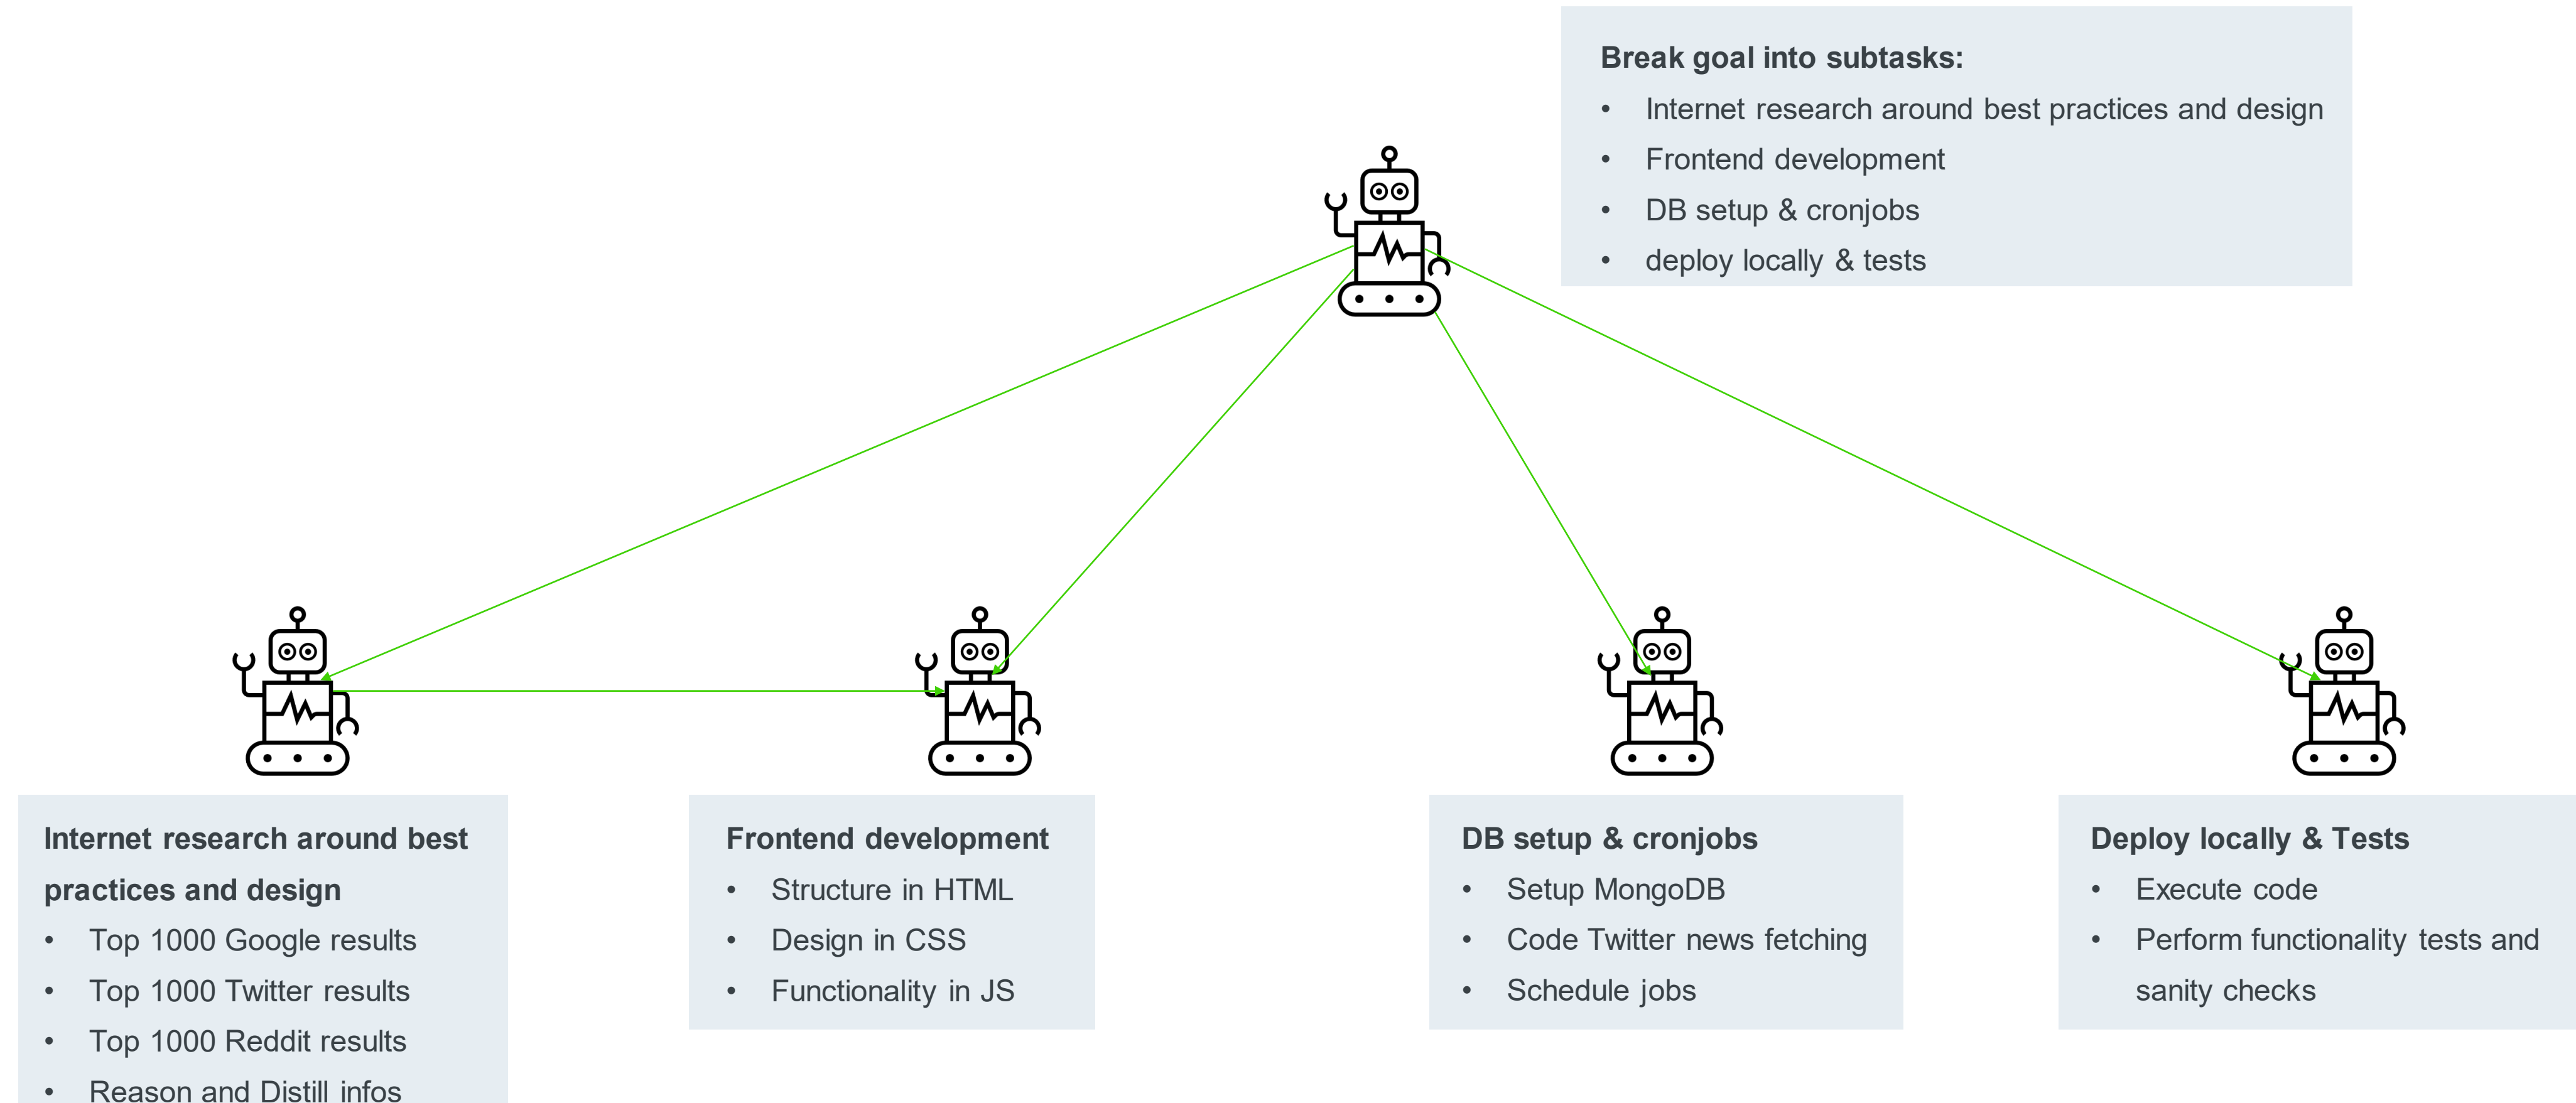 Break goal into subtasks:
• Internet research around best practices and design
• Frontend development
• DB setup & cronjobs
• deploy locally & tests
Internet research around best
practices and design
• Top 1000 Google results
• Top 1000 Twitter results
• Top 1000 Reddit results
• Reason and Distill infos
Frontend development
• Structure in HTML
• Design in CSS
• Functionality in JS
DB setup & cronjobs
• Setup MongoDB
• Code Twitter news fetching
• Schedule jobs
Deploy locally & Tests
• Execute code
• Perform functionality tests and
sanity checks